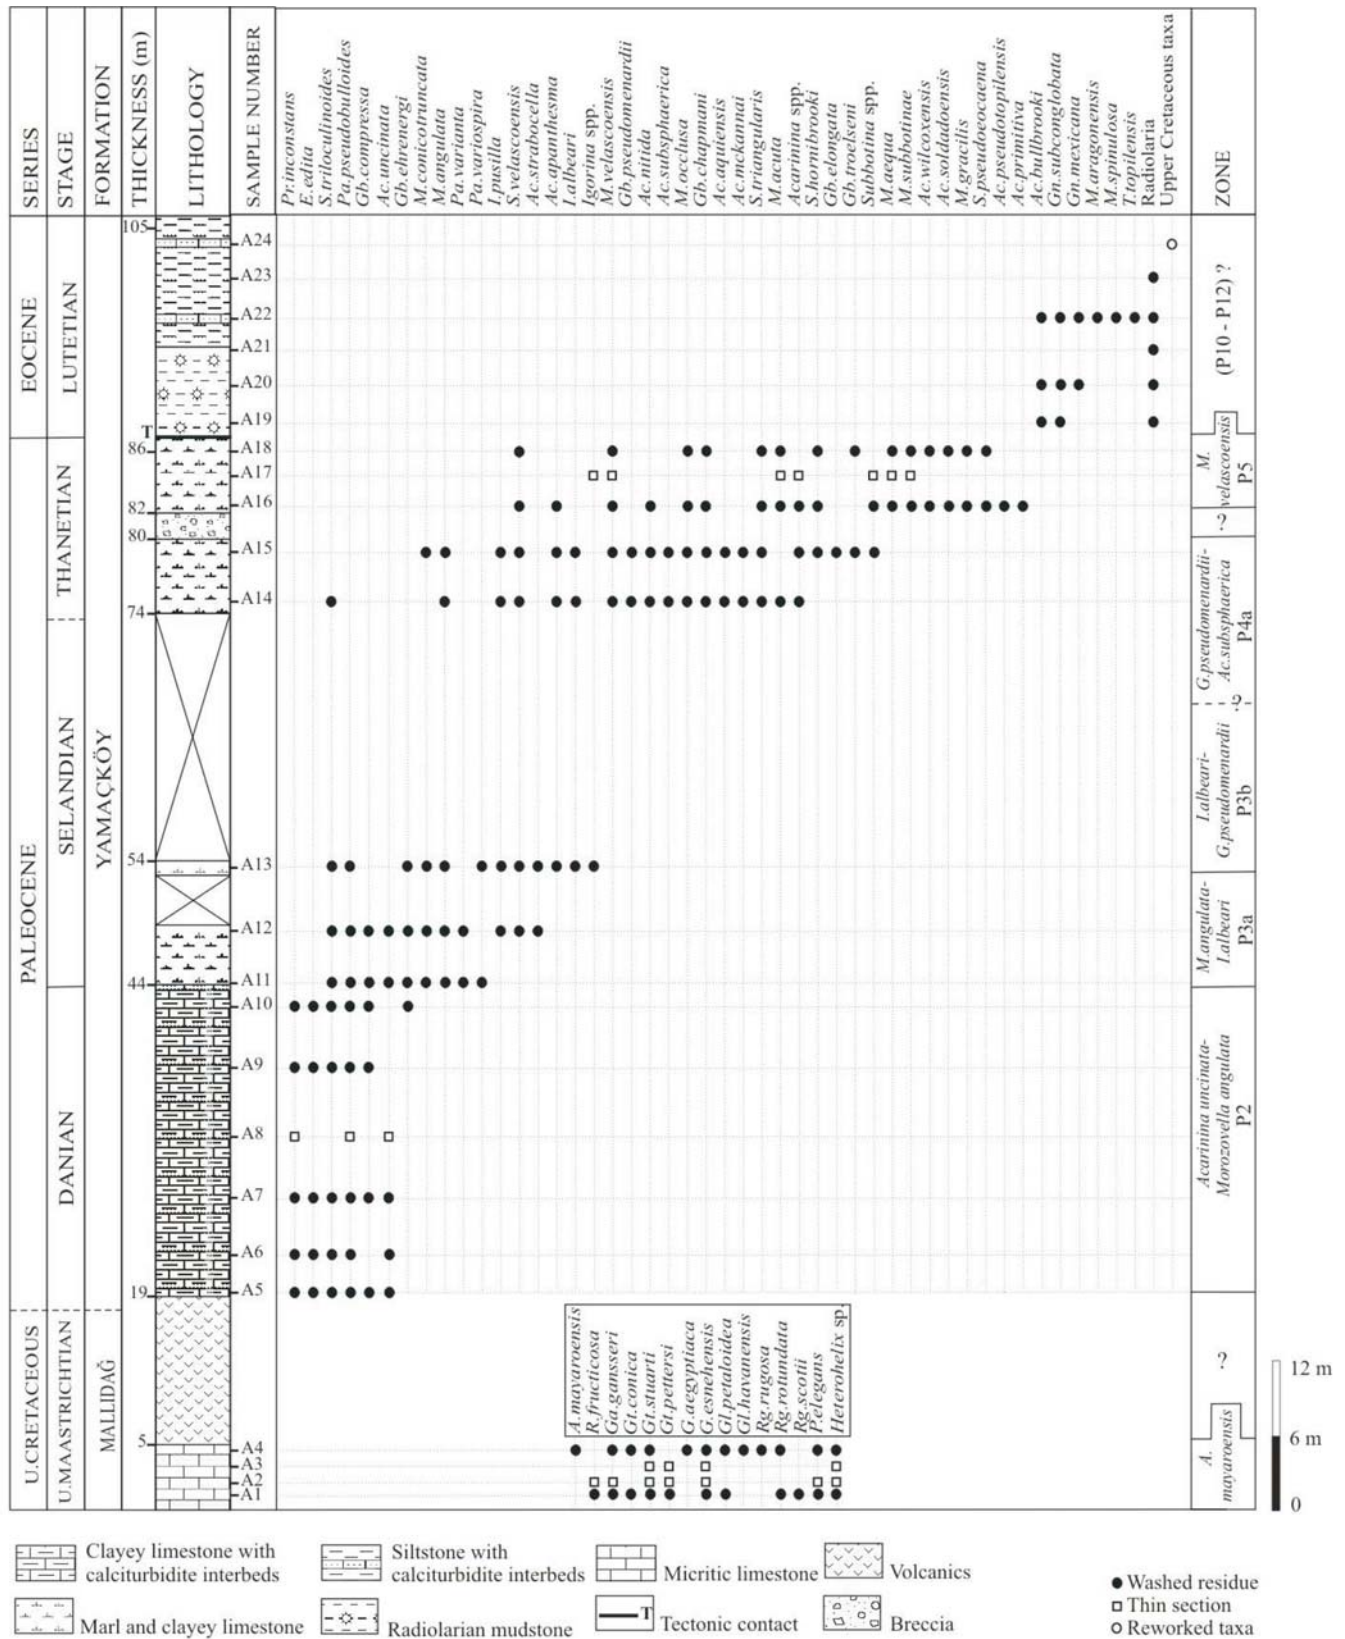 SERIES
STAGE
FORMATION
THICKNESS (m)
LITHOLOGY
SAMPLE NUMBER
Pr.inconstans
E.edita
S.triloculinoides
Pa.pseudobulloides
Gb.compressa
Ac.uncinata
Gb.ehrenergi
M.conicotruncata
M.angulata
Pa.varianta
Pa.variospira
I.pusilla
S.velascoensis
Ac.strabocella
Ac.apanthesma
I.albeari
Igorina spp.
M.velascoensis
Gb.pseudomenardii
Ac.nitida
Ac.subsphaerica
M.occlusa
Gb.chapmani
Ac.aquiensis
Ac.mckannai
S.triangularis
M.acuta
Acarinina spp.
S.hornibrooki
Gb.elongata
Gb.troelseni
Subbotina spp.
M.aequa
M.subbotinae
Ac.wilcoxensis
Ac.soldadoensis
M.gracilis
S.pseudoeocaena
Ac.pseudotopilensis
Ac.primitiva
Ac.bullbrooki
Gn.subconglobata
Gn.mexicana
M.aragonensis
M.spinulosa
T.topilensis
Radiolaria
Upper Cretaceous taxa
ZONE
EOCENE
PALEOCENE
U.CRETACEOUS
LUTETIAN
THANETIAN
SELANDIAN
DANIAN
U.MAASTRICHTIAN
YAMAÇKÖY
MALLIDAĞ
105
T
86
82
80
74
54
44
19
5
A24
A23
A22
A21
A20
A19
A18
A17
A16
A15
A14
A13
A12
A11
A10
A9
A8
A7
A6
A5
A4
A3
A2
A1
A.mayaroensis
R.fructicosa
Ga.gansseri
Gt.conica
Gt.stuarti
Gt.pettersi
G.aegyptiaca
G.esnehensis
Gl.petaloidea
Gl.havanensis
Rg.rugosa
Rg.rotundata
Rg.scotii
P.elegans
Heterohelix sp.
(P10 - P12) ?
M.
velascoensis
P5
?
G.pseudomenardii-
Ac.subsphaerica
P4a
?
I.albeari-
G.pseudomenardii
P3b
M.angulata-
I.albeari
P3a
Acarinina uncinata-
Morozovella angulata
P2
?
A.
mayaroensis
12 m
6 m
0
Clayey limestone with
calciturbidite interbeds
Siltstone with
calciturbidite interbeds
Micritic limestone
Volcanics
Marl and clayey limestone
Radiolarian mudstone
T
Tectonic contact
Breccia
Washed residue
Thin section
Reworked taxa